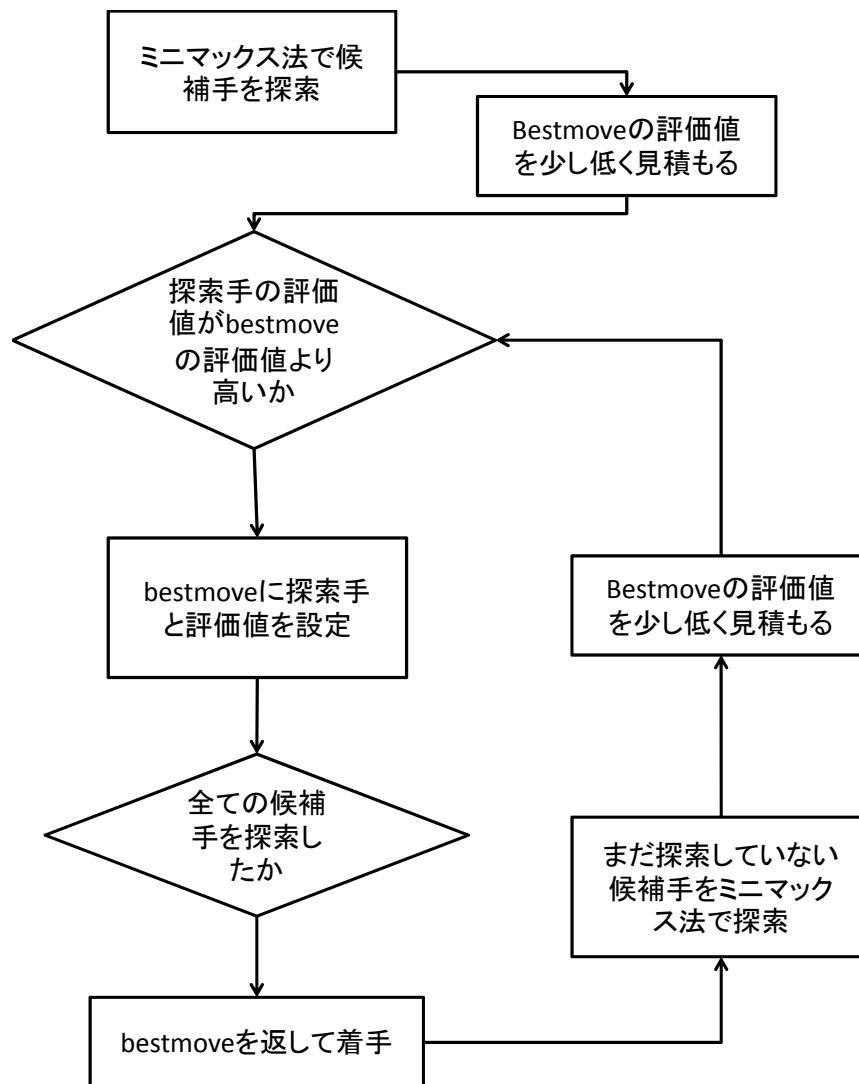 ミニマックス法で候
補手を探索
Bestmoveの評価値
を少し低く見積もる
探索手の評価
値がbestmove
の評価値より
高いか
bestmoveに探索手
と評価値を設定
Bestmoveの評価値
を少し低く見積もる
全ての候補
手を探索し
たか
まだ探索していない
候補手をミニマック
ス法で探索
bestmoveを返して着手